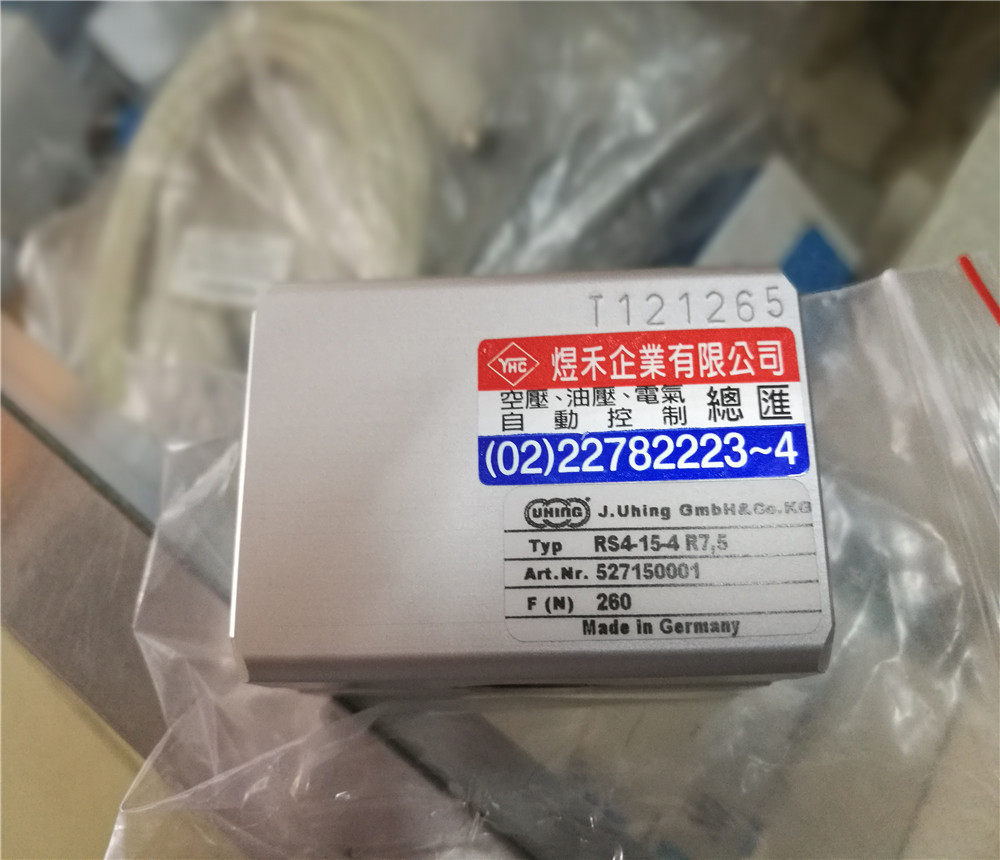 T121265
YHC 煜禾企業有限公司
空壓、油壓、電氣 總匯
自動控制
(02)22782223~4
UHING® J.Uhing GmbH&Co.KG
Typ RS4-15-4 R7,5
Art.Nr. 527150001
F (N) 260
Made in Germany